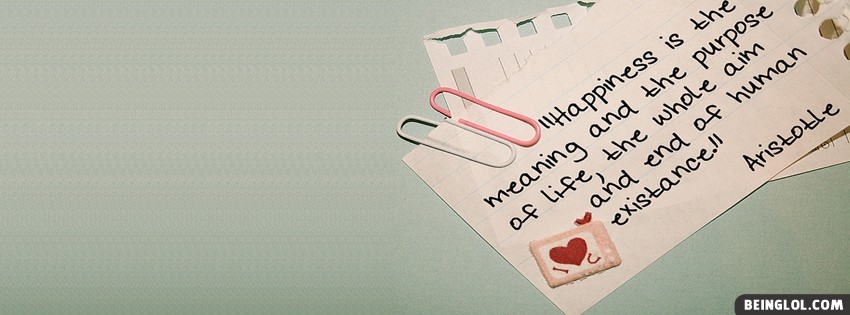 "Happiness is the
meaning and the purpose
of life, the whole aim
and end of human
existance."
Aristotle
I C
BEINGLOL.COM